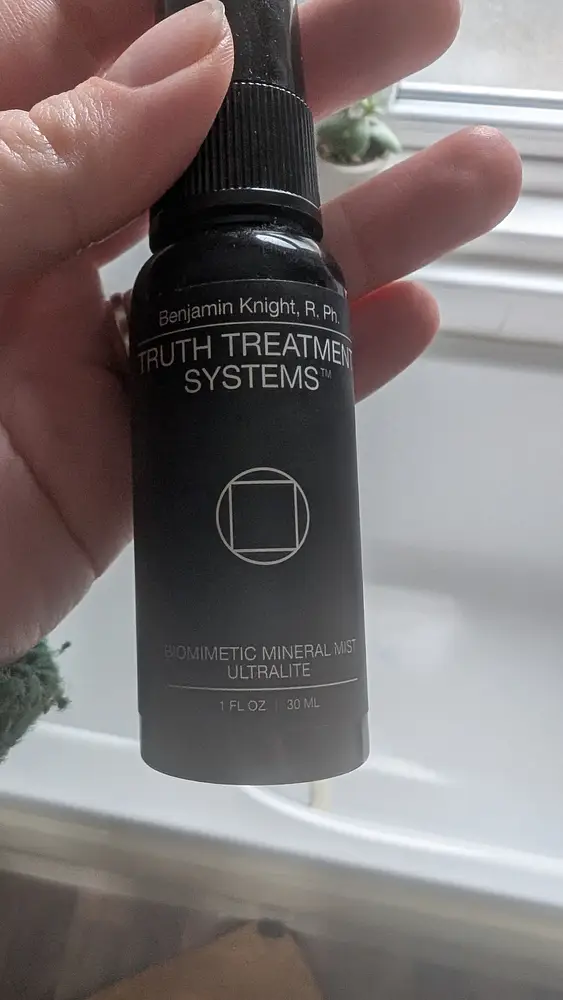 Benjamin Knight, R. Ph.
TRUTH TREATMENT
SYSTEMS™
BIOMIMETIC MINERAL MIST
ULTRALITE
1 FL OZ | 30 ML